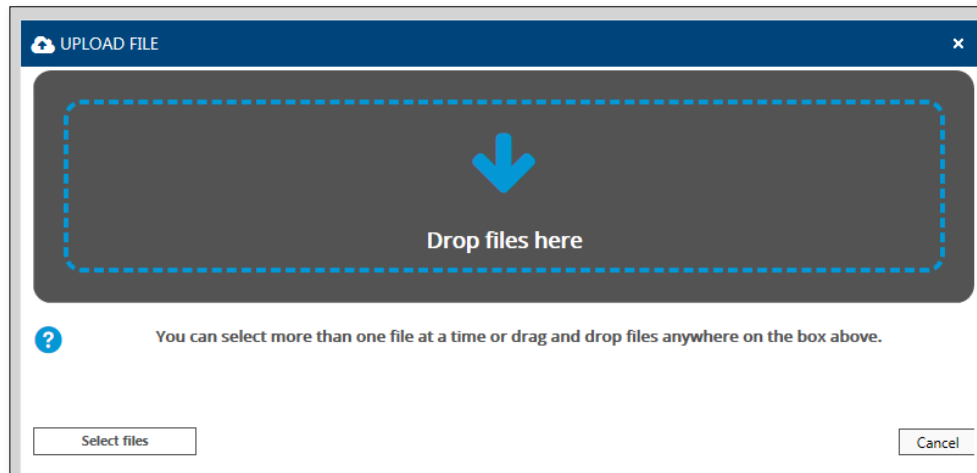 UPLOAD FILE
Drop files here
You can select more than one file at a time or drag and drop files anywhere on the box above.
Select files
Cancel